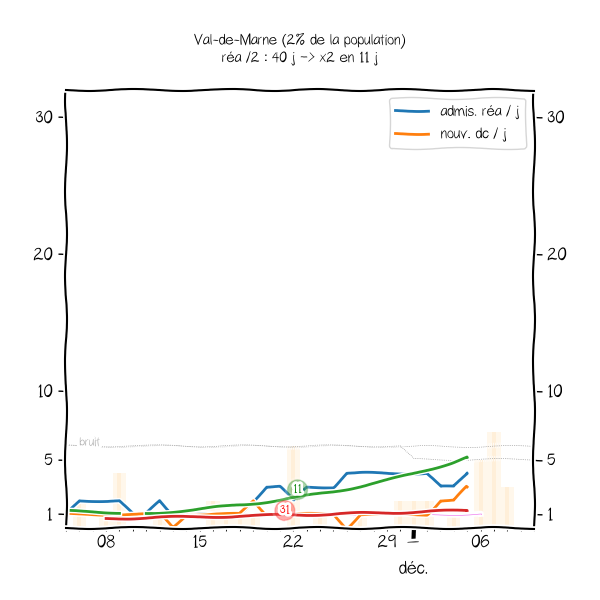 Val-de-Marne (2% de la population)
réa /2 : 40 j -> x2 en 11 j
admis. réa / j
nouv. dc / j
30
30
20
20
10
10
bruit
5
5
11
31
1
1
08
15
22
29
06
déc.